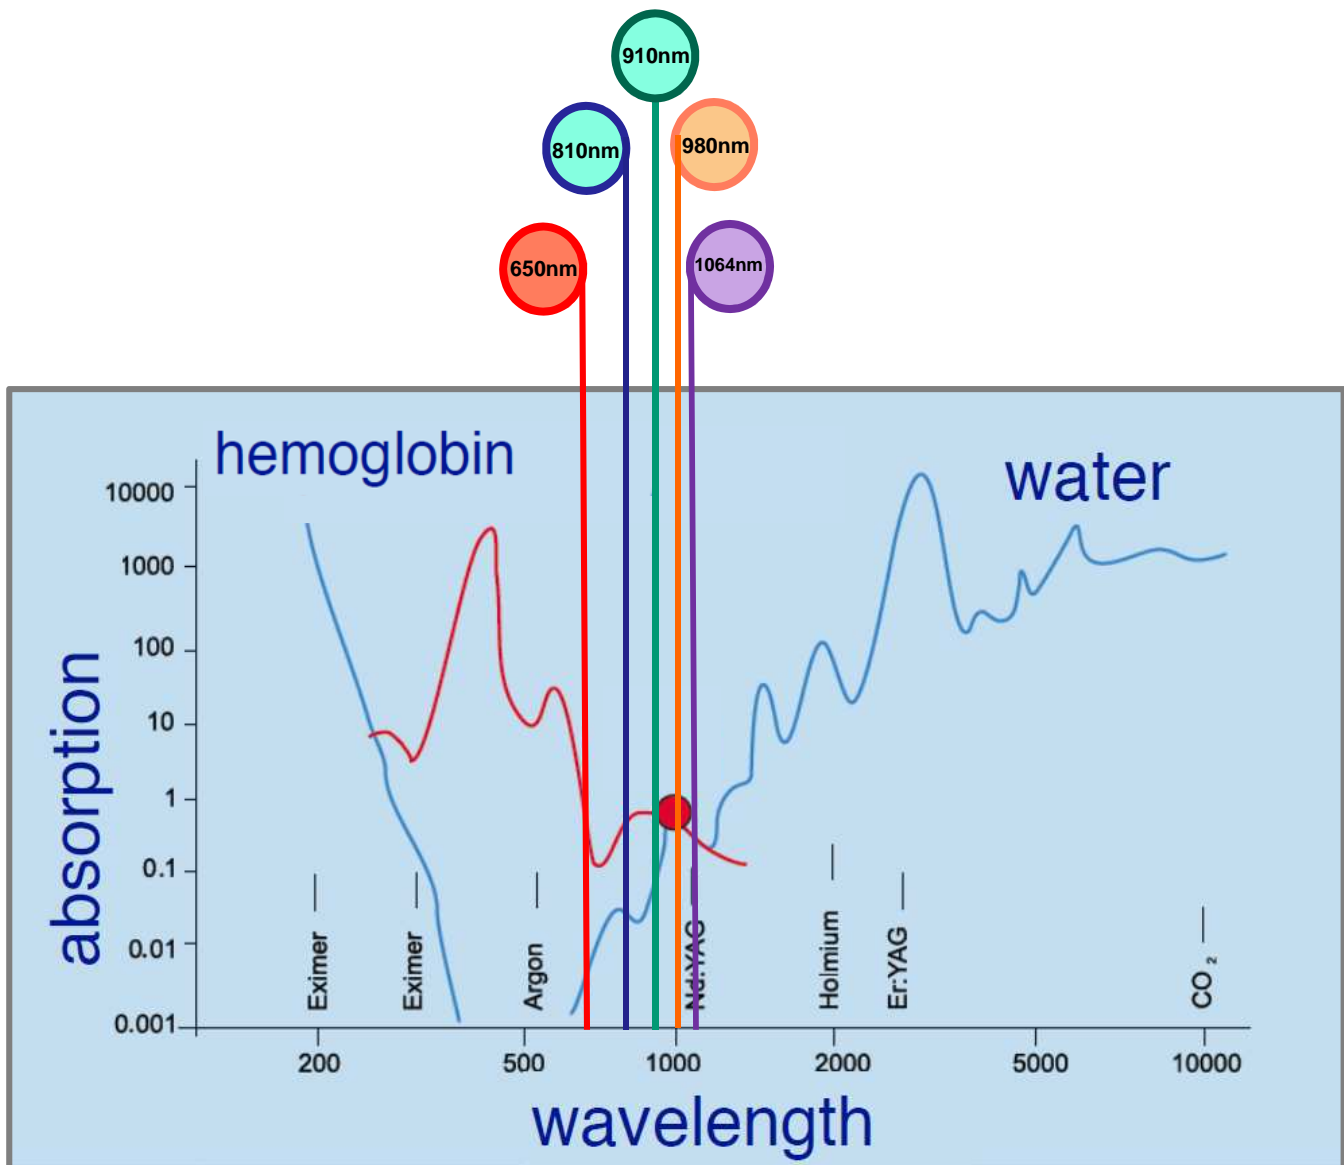 910nm
810nm
980nm
650nm
1064nm
hemoglobin
water
10000
1000
100
10
1
0.1
0.01
0.001
absorption
Eximer
Eximer
Argon
Nd:YAG
Holmium
Er:YAG
CO₂
200
500
1000
2000
5000
10000
wavelength